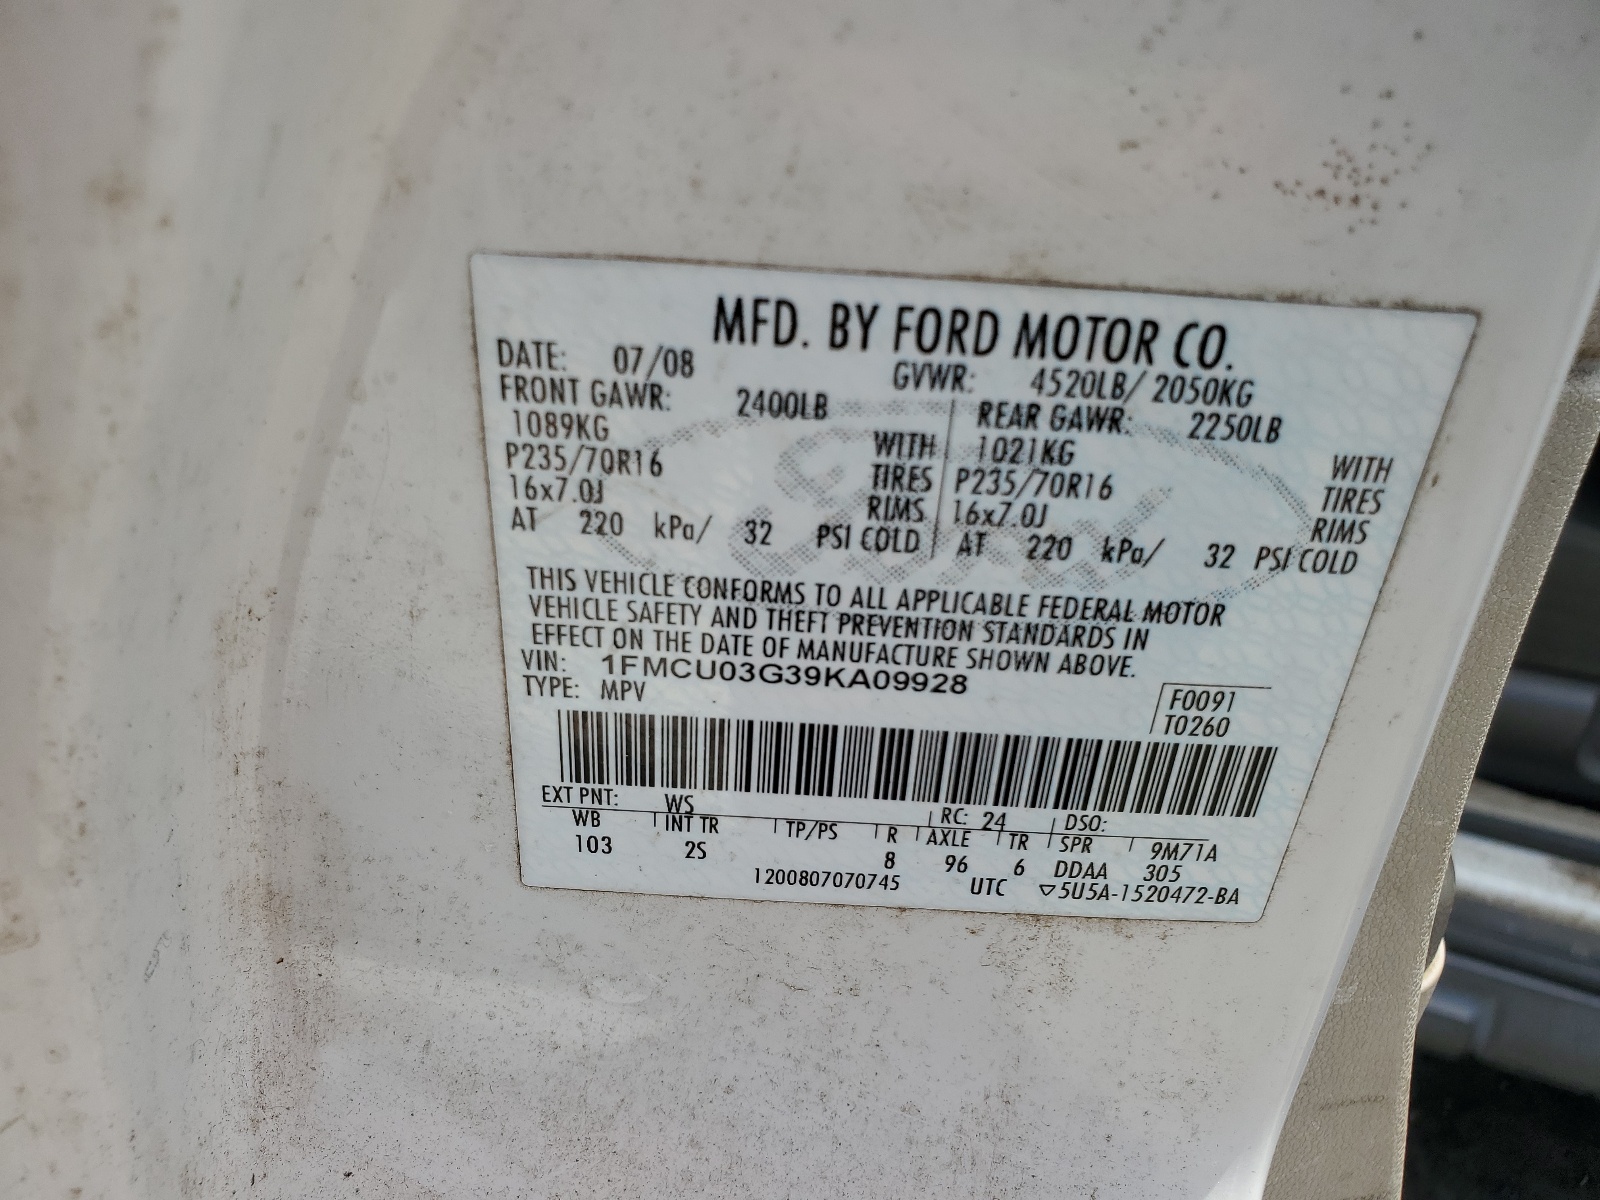 MFD. BY FORD MOTOR CO.
DATE: 07/08 GVWR: 4520LB/ 2050KG
FRONT GAWR: 2400LB REAR GAWR: 2250LB
1089KG WITH 1021KG WITH
P235/70R16 TIRES P235/70R16 TIRES
16x7.0J RIMS 16x7.0J RIMS
AT 220 kPa/ 32 PSI COLD AT 220 kPa/ 32 PSI COLD
Ford
THIS VEHICLE CONFORMS TO ALL APPLICABLE FEDERAL MOTOR
VEHICLE SAFETY AND THEFT PREVENTION STANDARDS IN
EFFECT ON THE DATE OF MANUFACTURE SHOWN ABOVE.
VIN: 1FMCU03G39KA09928
TYPE: MPV
F0091
T0260
EXT PNT: WS RC: 24 DSO:
WB INT TR TP/PS R AXLE TR SPR 9M71A
103 2S 8 96 6 DDAA 305
1200807070745 UTC ▽5U5A-1520472-BA